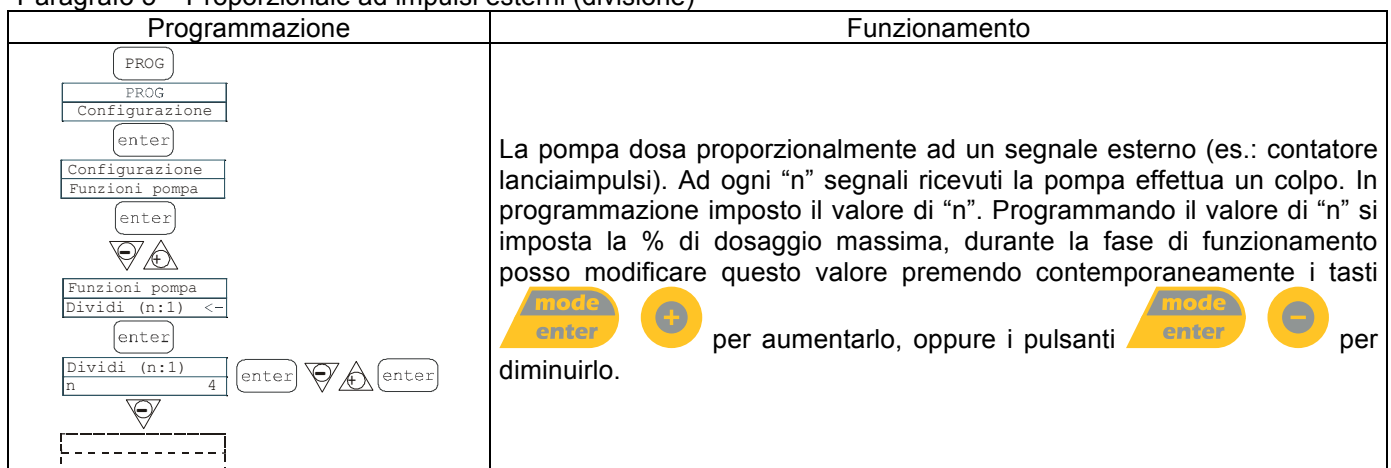 Paragrafo 3 – Proporzionale ad impulsi esterni (divisione)
Programmazione
Funzionamento
PROG
PROG
Configurazione
enter
Configurazione
Funzioni pompa
enter
- +
Funzioni pompa
Dividi (n:1) <-
enter
Dividi (n:1)
n 4
enter - + enter
-
La pompa dosa proporzionalmente ad un segnale esterno (es.: contatore
lanciaimpulsi). Ad ogni “n” segnali ricevuti la pompa effettua un colpo. In
programmazione imposto il valore di “n”. Programmando il valore di “n” si
imposta la % di dosaggio massima, durante la fase di funzionamento
posso modificare questo valore premendo contemporaneamente i tasti
mode enter + per aumentarlo, oppure i pulsanti mode enter - per
diminuirlo.